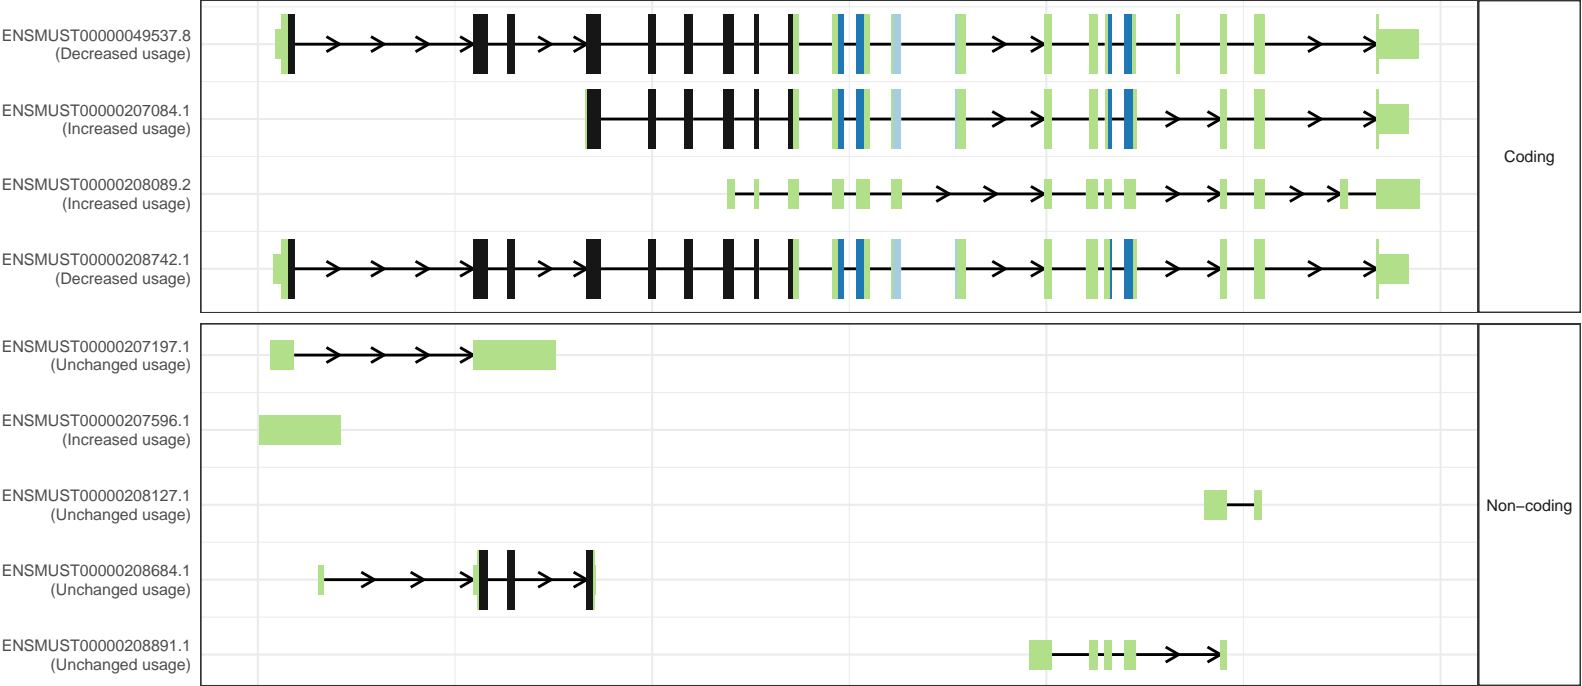 ENSMUST00000049537.8
(Decreased usage)
ENSMUST00000207084.1
(Increased usage)
ENSMUST00000208089.2
(Increased usage)
ENSMUST00000208742.1
(Decreased usage)
Coding
ENSMUST00000207197.1
(Unchanged usage)
ENSMUST00000207596.1
(Increased usage)
ENSMUST00000208127.1
(Unchanged usage)
ENSMUST00000208684.1
(Unchanged usage)
ENSMUST00000208891.1
(Unchanged usage)
Non−coding